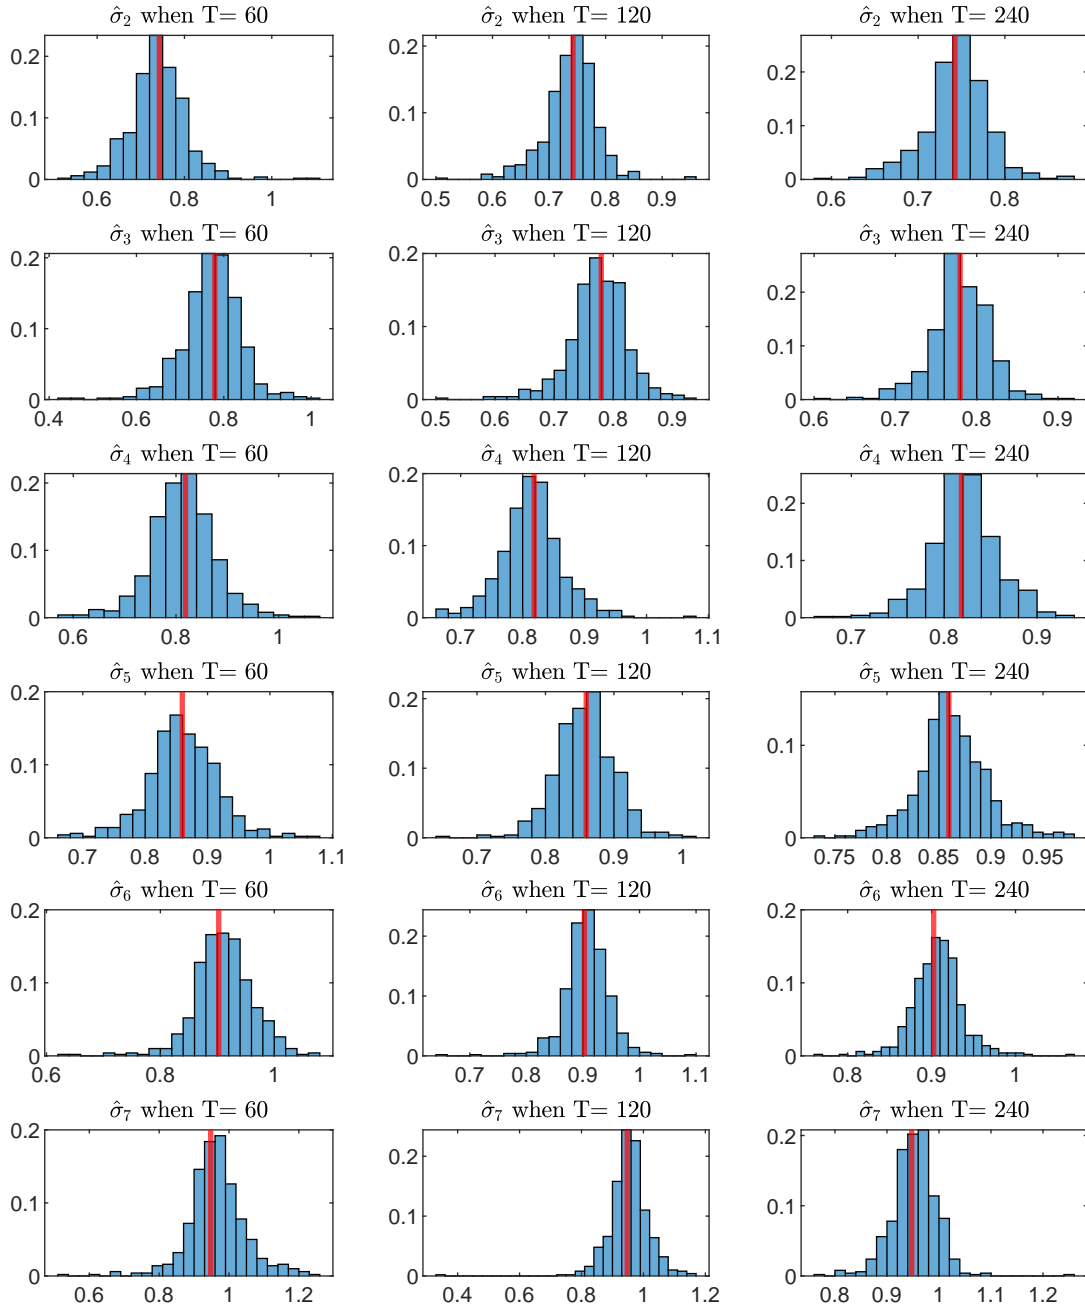 σ̂₂ when T= 60
σ̂₂ when T= 120
σ̂₂ when T= 240
0.2
0.1
0
0.6 0.8 1
0.2
0.1
0
0.5 0.6 0.7 0.8 0.9
0.2
0.1
0
0.6 0.7 0.8
σ̂₃ when T= 60
σ̂₃ when T= 120
σ̂₃ when T= 240
0.2
0.1
0
0.4 0.6 0.8 1
0.2
0.1
0
0.5 0.6 0.7 0.8 0.9
0.2
0.1
0
0.6 0.7 0.8 0.9
σ̂₄ when T= 60
σ̂₄ when T= 120
σ̂₄ when T= 240
0.2
0.1
0
0.6 0.8 1
0.2
0.1
0
0.7 0.8 0.9 1 1.1
0.2
0.1
0
0.7 0.8 0.9
σ̂₅ when T= 60
σ̂₅ when T= 120
σ̂₅ when T= 240
0.2
0.1
0
0.7 0.8 0.9 1 1.1
0.2
0.1
0
0.7 0.8 0.9 1
0.1
0
0.75 0.8 0.85 0.9 0.95
σ̂₆ when T= 60
σ̂₆ when T= 120
σ̂₆ when T= 240
0.2
0.1
0
0.6 0.8 1
0.2
0.1
0
0.7 0.8 0.9 1 1.1
0.2
0.1
0
0.8 0.9 1
σ̂₇ when T= 60
σ̂₇ when T= 120
σ̂₇ when T= 240
0.2
0.1
0
0.6 0.8 1 1.2
0.2
0.1
0
0.4 0.6 0.8 1 1.2
0.2
0.1
0
0.8 0.9 1 1.1 1.2